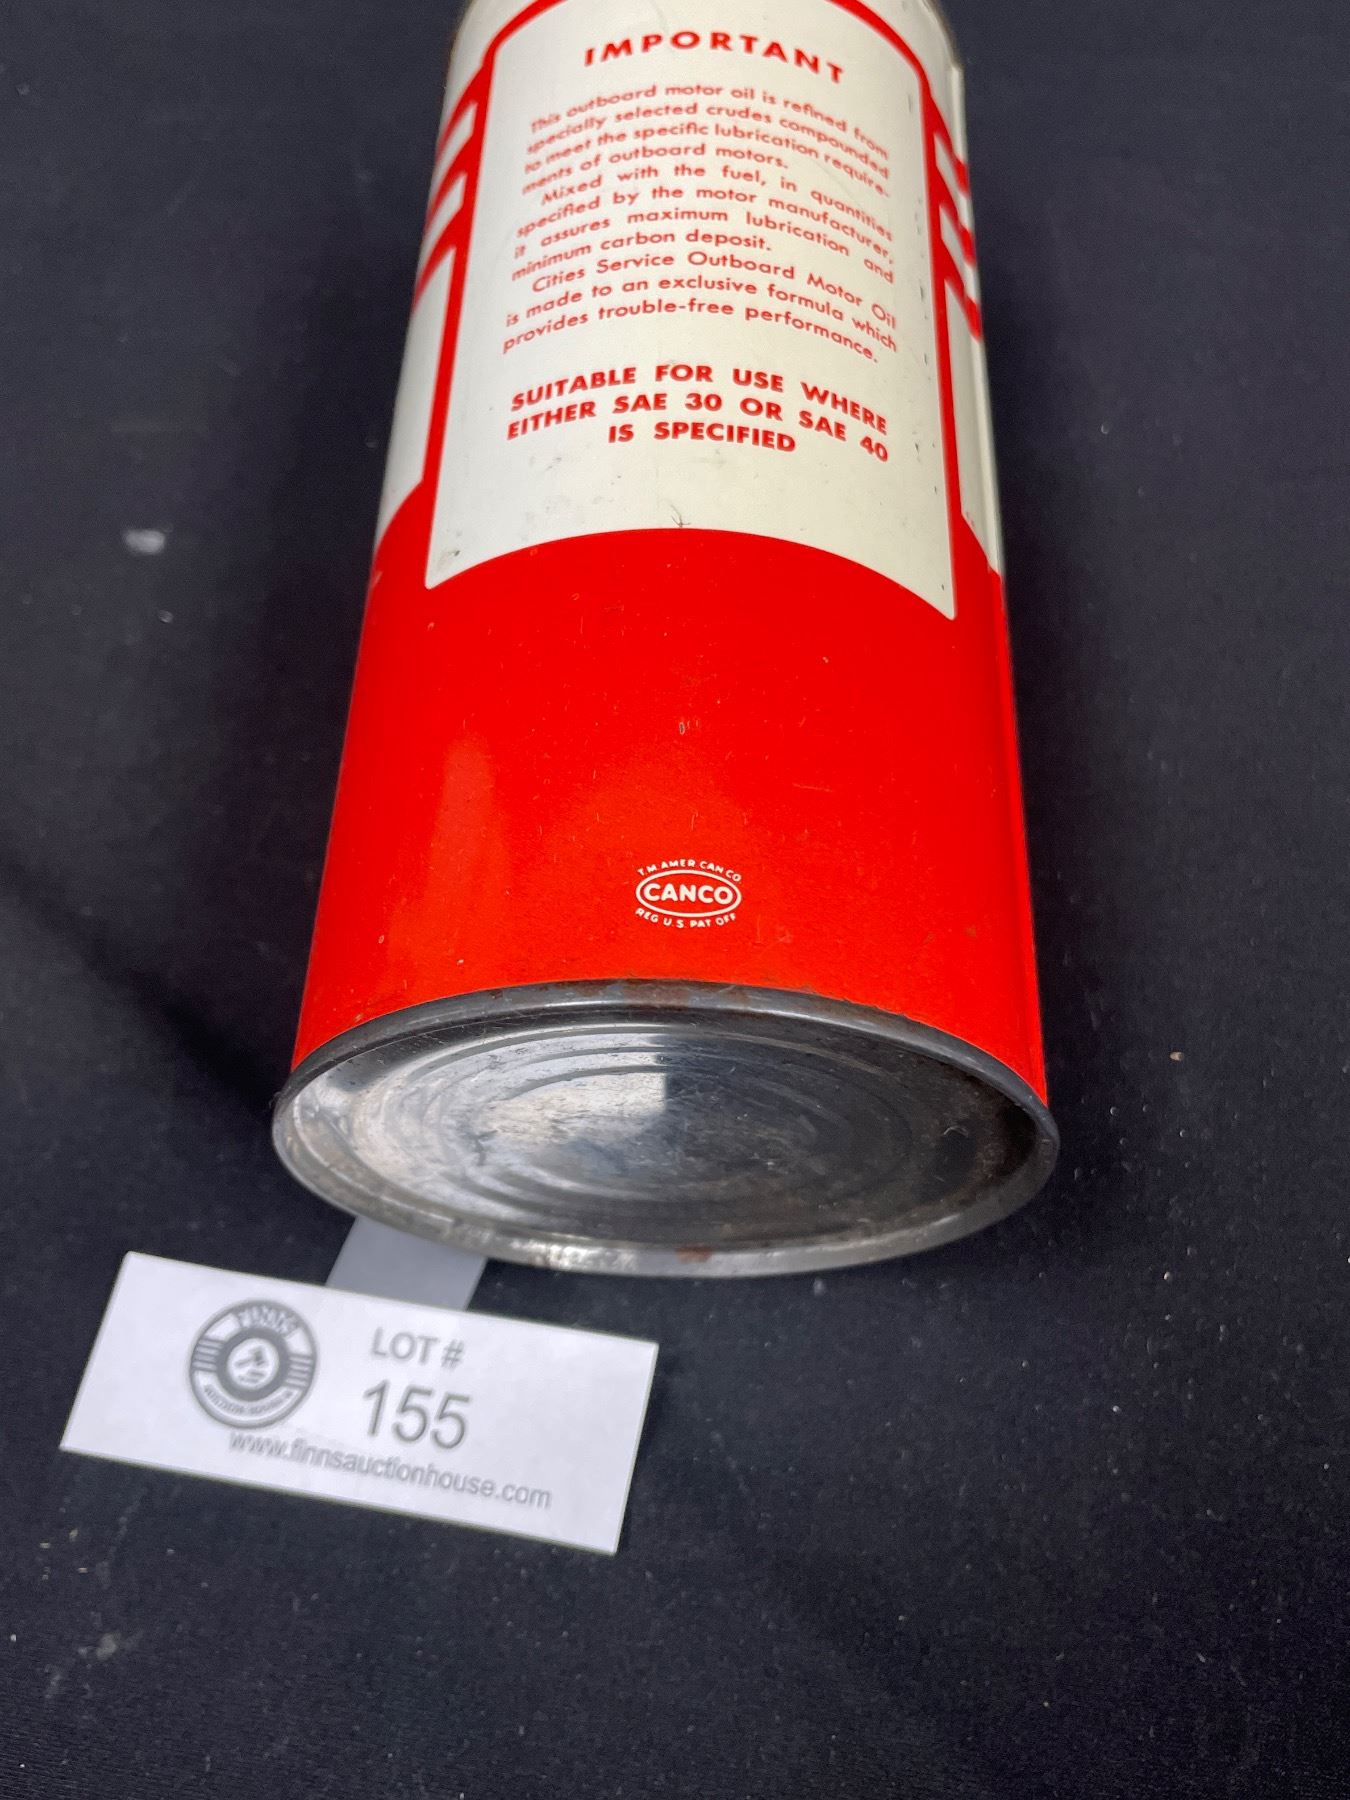 IMPORTANT
This outboard motor oil is refined from
specially selected crudes compounded
to meet the specific lubrication require-
ments of outboard motors.
Mixed with the fuel, in quantities
specified by the motor manufacturer,
it assures maximum lubrication and
minimum carbon deposit.
Cities Service Outboard Motor Oil
is made to an exclusive formula which
provides trouble-free performance.
SUITABLE FOR USE WHERE
EITHER SAE 30 OR SAE 40
IS SPECIFIED
T.M. AMER. CAN CO.
CANCO
REG U.S. PAT OFF
FINNS
AUCTION HOUSE
LOT #
155
www.finnsauctionhouse.com